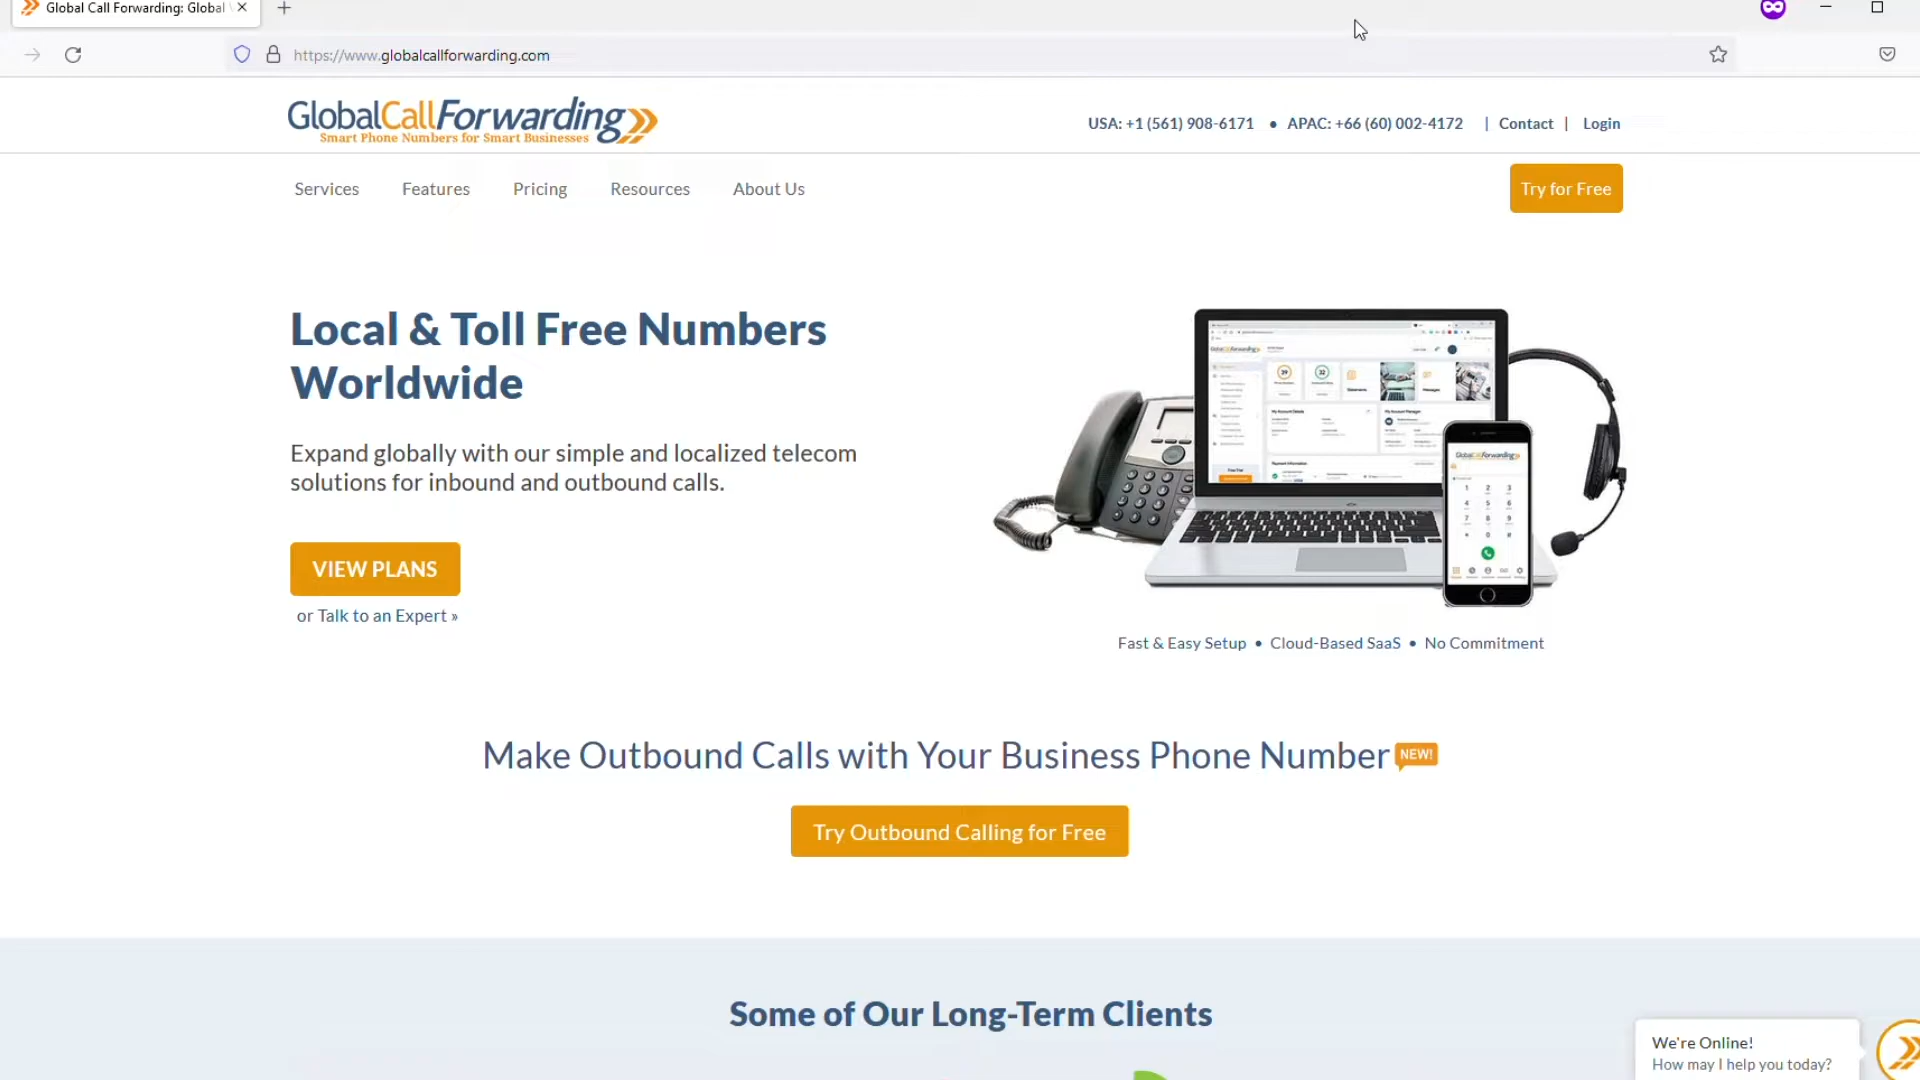 Global Call Forwarding: Global
https://www.globalcallforwarding.com
GlobalCallForwarding
Smart Phone Numbers for Smart Businesses
USA: +1 (561) 908-6171 • APAC: +66 (60) 002-4172 | Contact | Login
Services Features Pricing Resources About Us
Try for Free
Local & Toll Free Numbers
Worldwide
Expand globally with our simple and localized telecom
solutions for inbound and outbound calls.
VIEW PLANS
or Talk to an Expert »
Fast & Easy Setup • Cloud-Based SaaS • No Commitment
Make Outbound Calls with Your Business Phone Number NEW!
Try Outbound Calling for Free
Some of Our Long-Term Clients
We're Online!
How may I help you today?